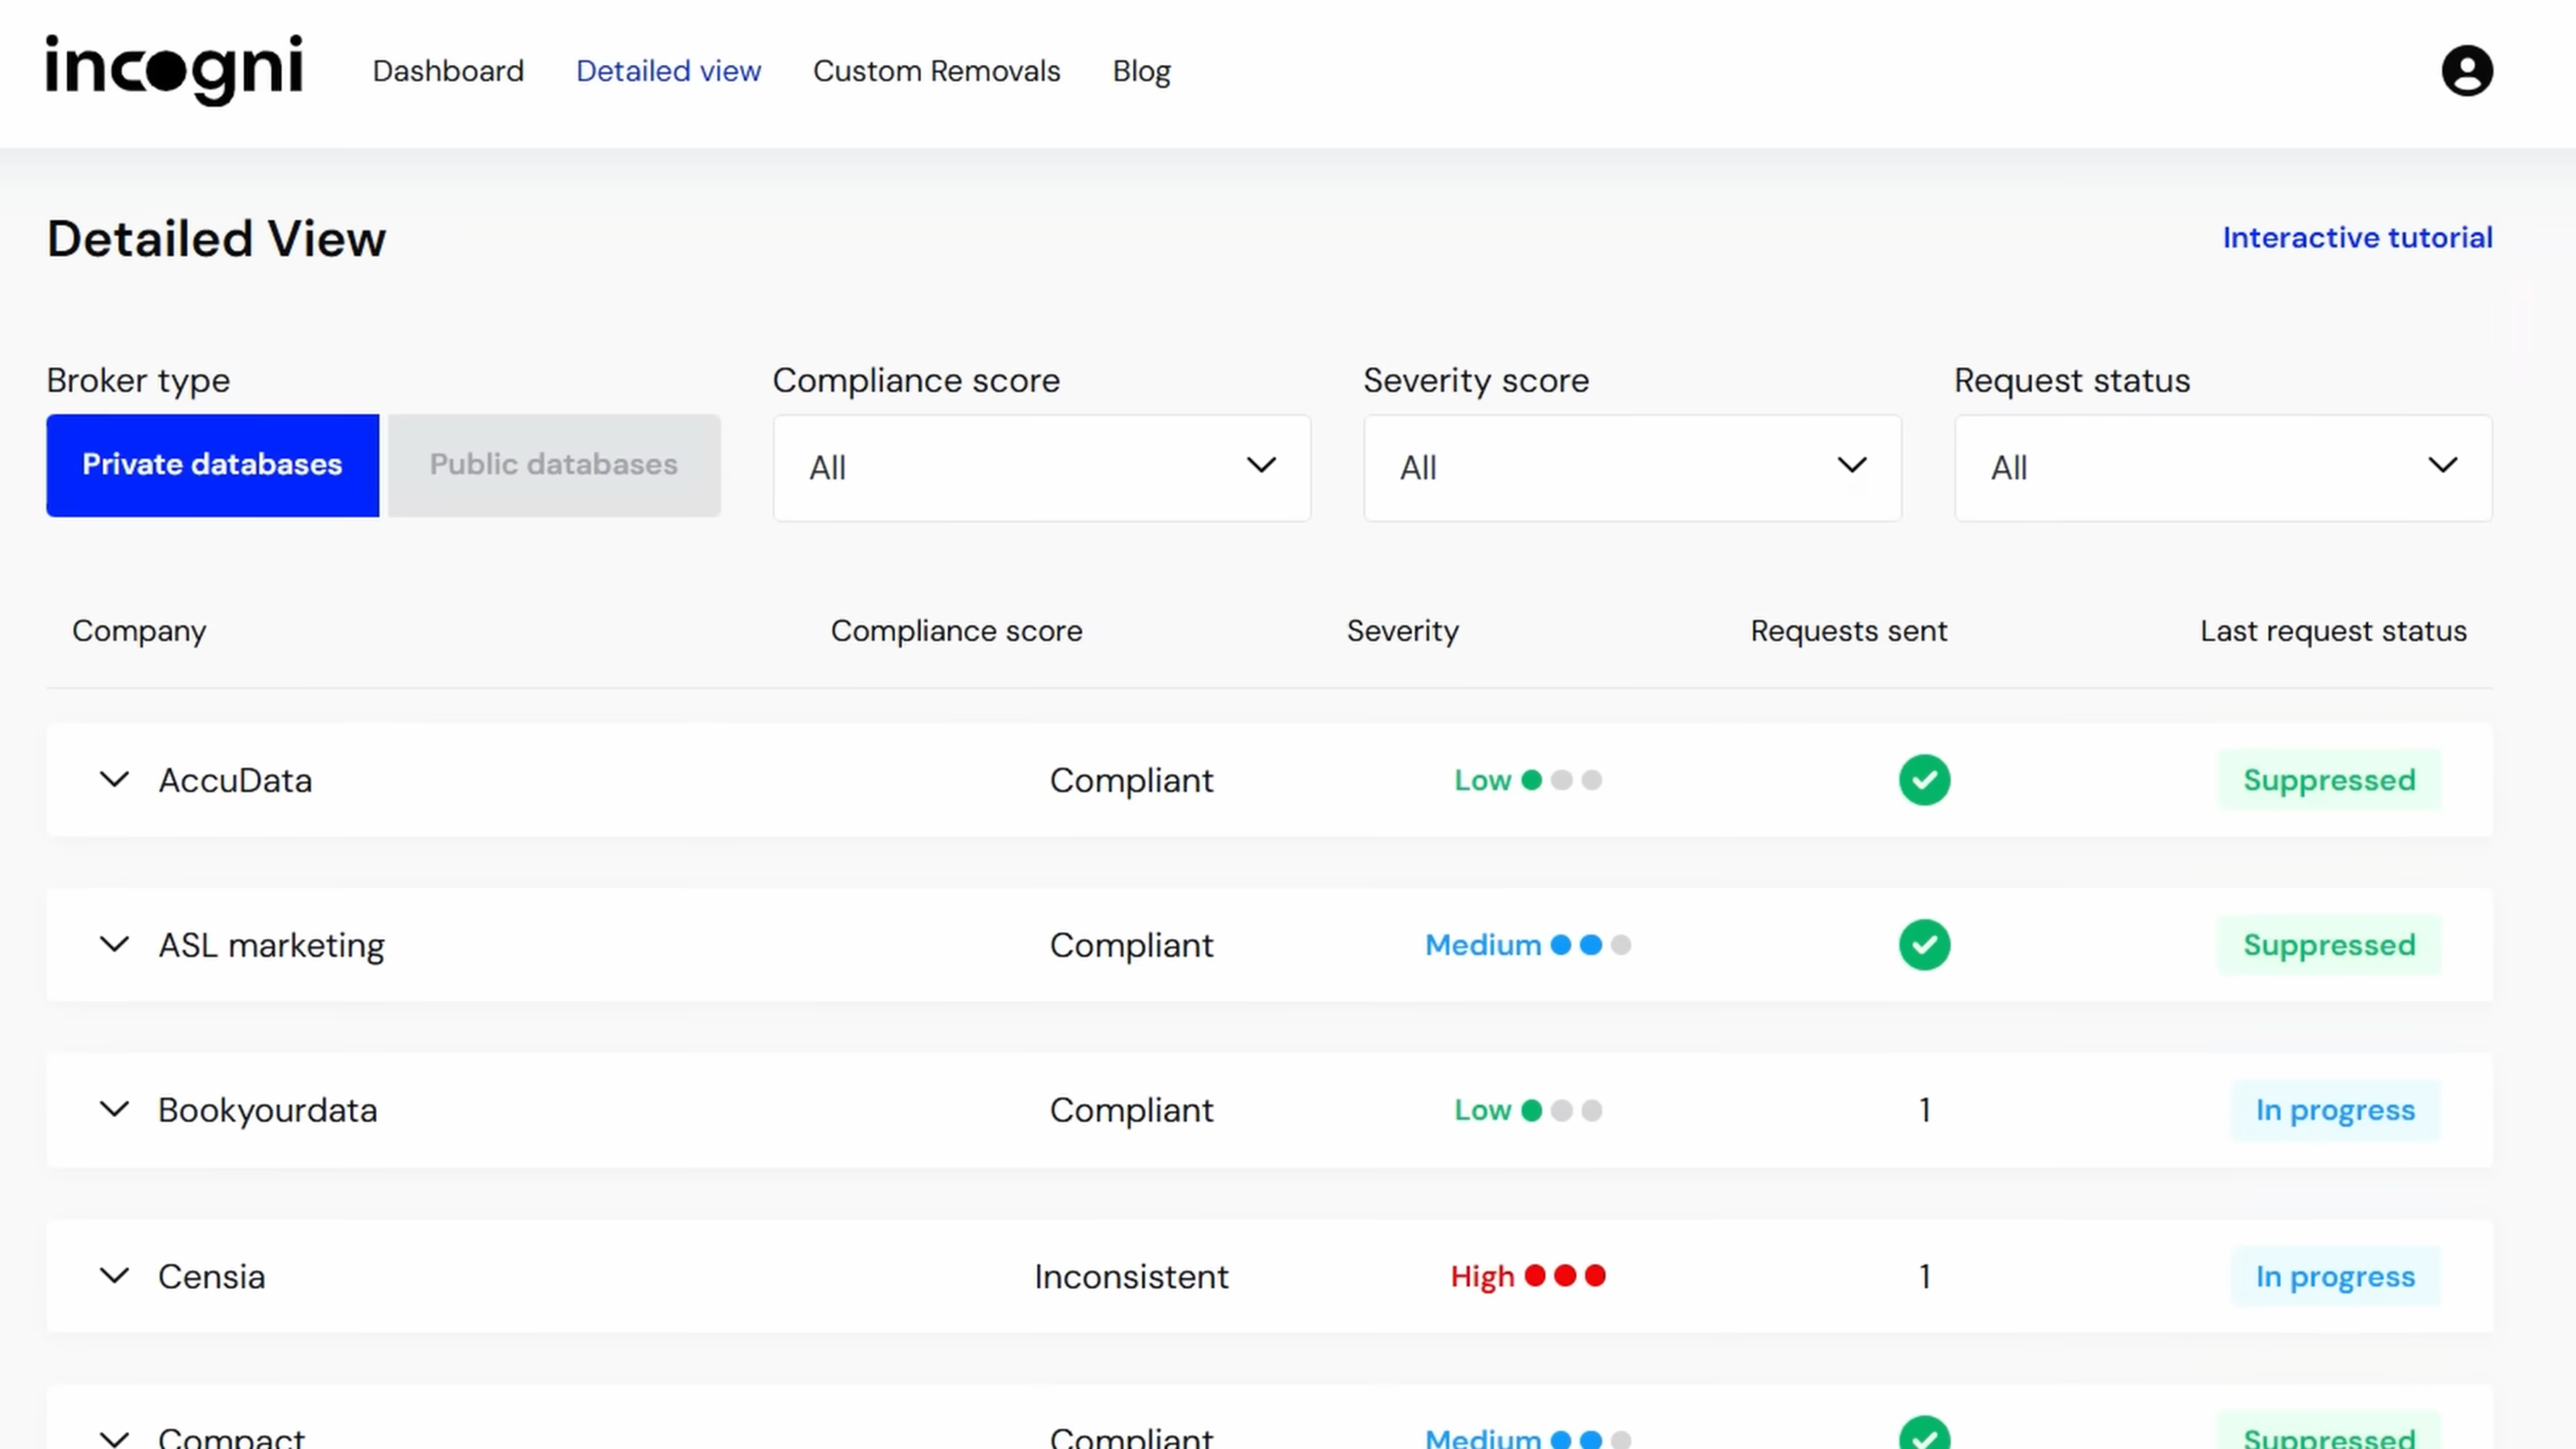 incogni Dashboard Detailed view Custom Removals Blog
Detailed View Interactive tutorial
Broker type Compliance score Severity score Request status
Private databases Public databases All All All
Company Compliance score Severity Requests sent Last request status
AccuData Compliant Low Suppressed
ASL marketing Compliant Medium Suppressed
Bookyourdata Compliant Low 1 In progress
Censia Inconsistent High 1 In progress
Compact Compliant Medium Suppressed